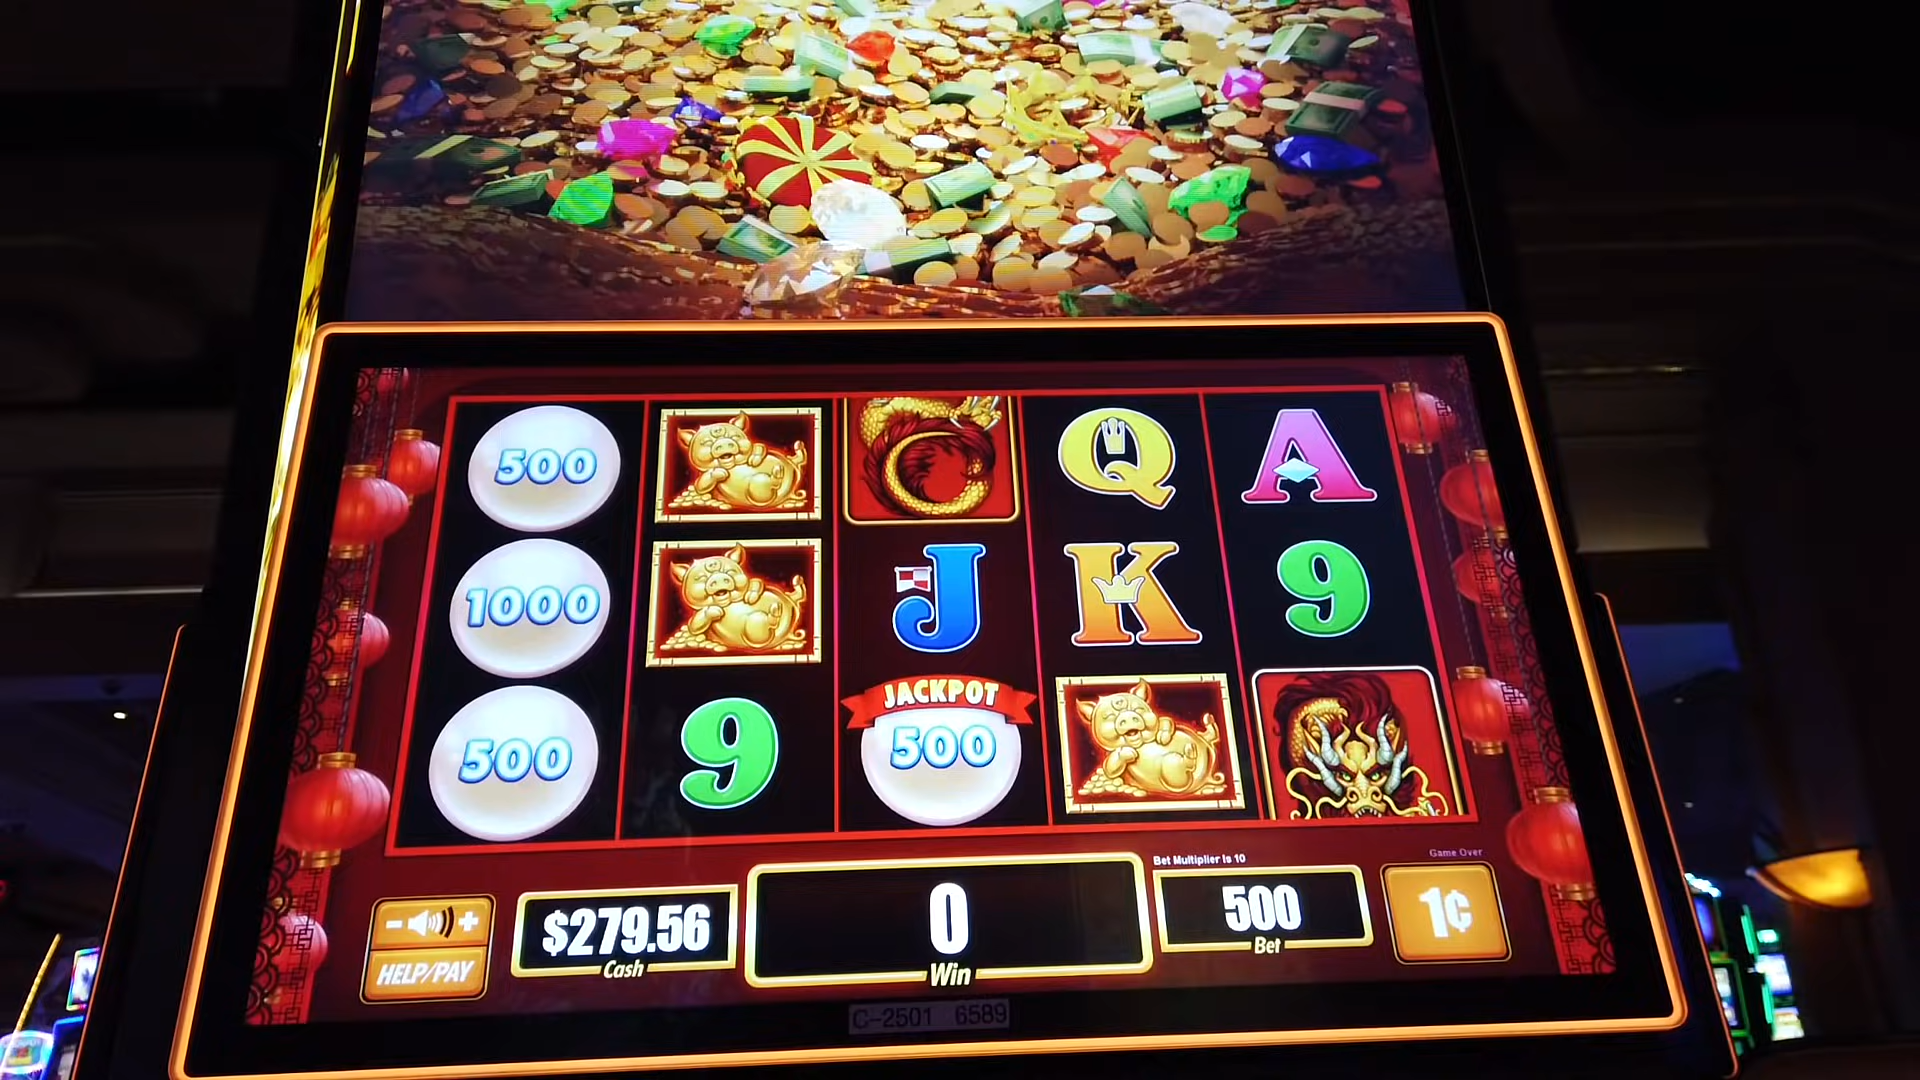 500
Q
A
1000
J
K
9
JACKPOT
500
9
500
Bet Multiplier Is 10
Game Over
- +
HELP/PAY
$279.56
Cash
0
Win
500
Bet
1¢
C-2501 6589